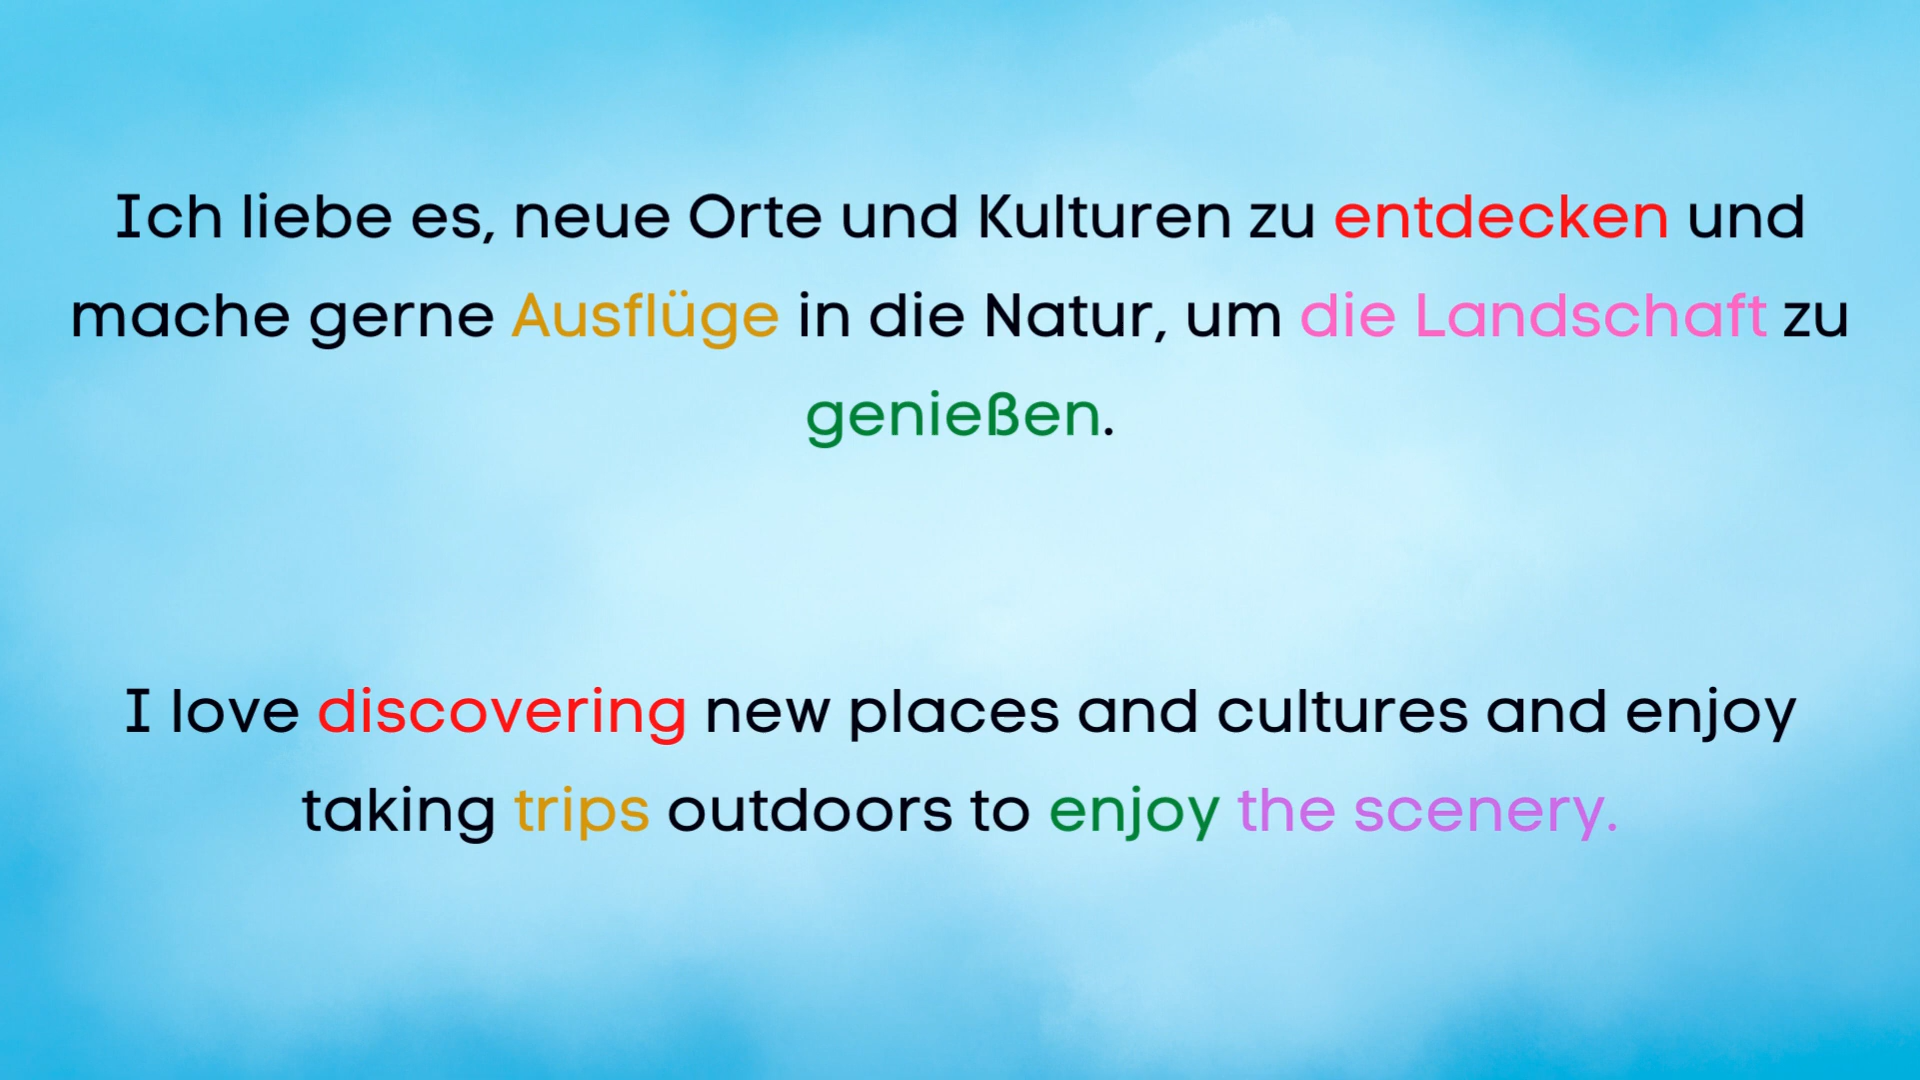 Ich liebe es, neue Orte und Kulturen zu entdecken und
mache gerne Ausflüge in die Natur, um die Landschaft zu
genießen.
I love discovering new places and cultures and enjoy
taking trips outdoors to enjoy the scenery.